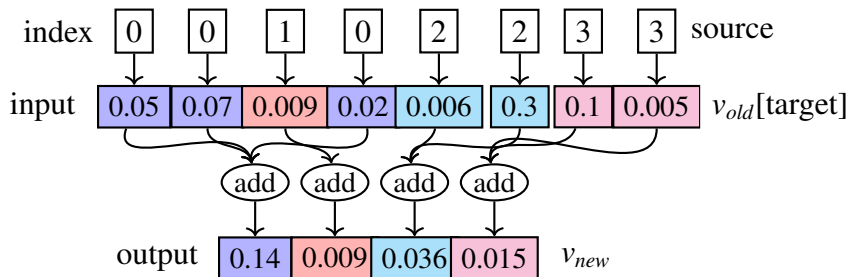 index 0 0 1 0 2 2 3 3 source
input 0.05 0.07 0.009 0.02 0.006 0.3 0.1 0.005 v_old[target]
add add add add
output 0.14 0.009 0.036 0.015 v_new